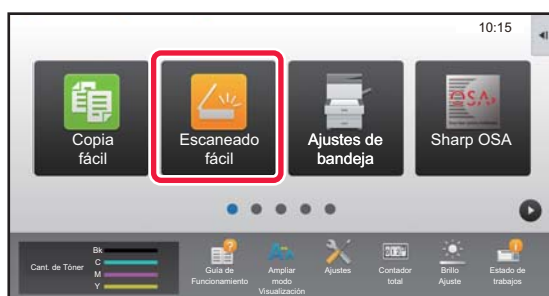 10:15
Copia
fácil
Escaneado
fácil
Ajustes de
bandeja
Sharp OSA
Cant. de Tóner
Bk
C
M
Y
Guía de
Funcionamiento
Ampliar
modo
Visualización
Ajustes
Contador
total
Brillo
Ajuste
Estado de
trabajos